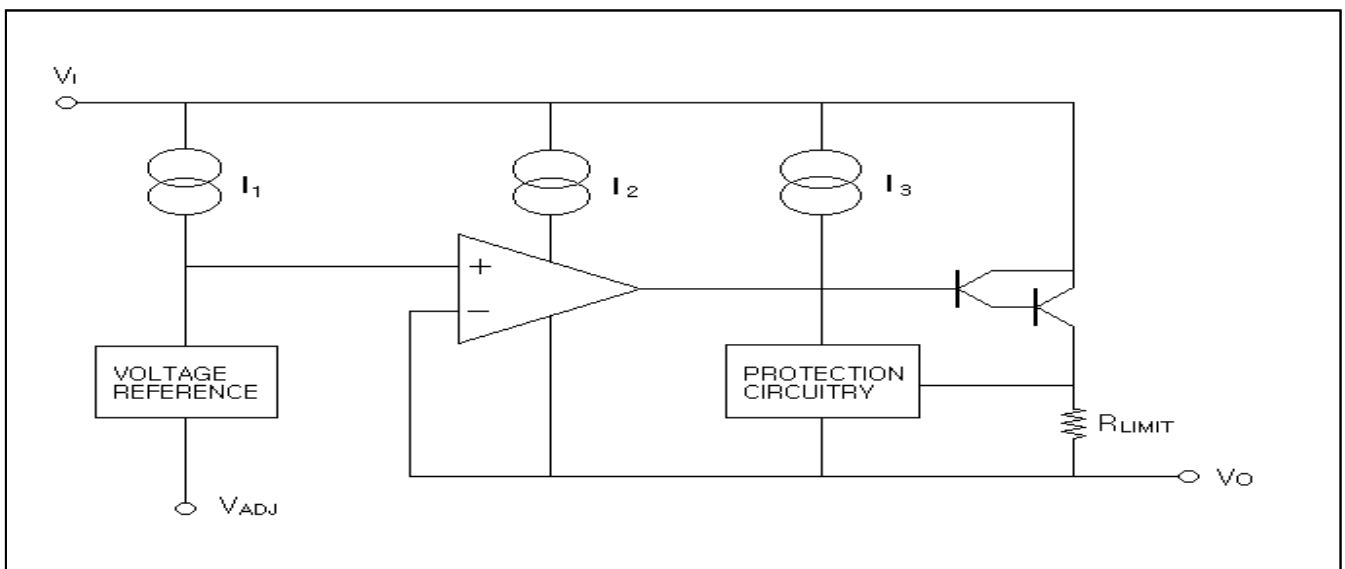 VI
I1
I2
I3
+
−
VOLTAGE
REFERENCE
PROTECTION
CIRCUITRY
RLIMIT
VO
VADJ